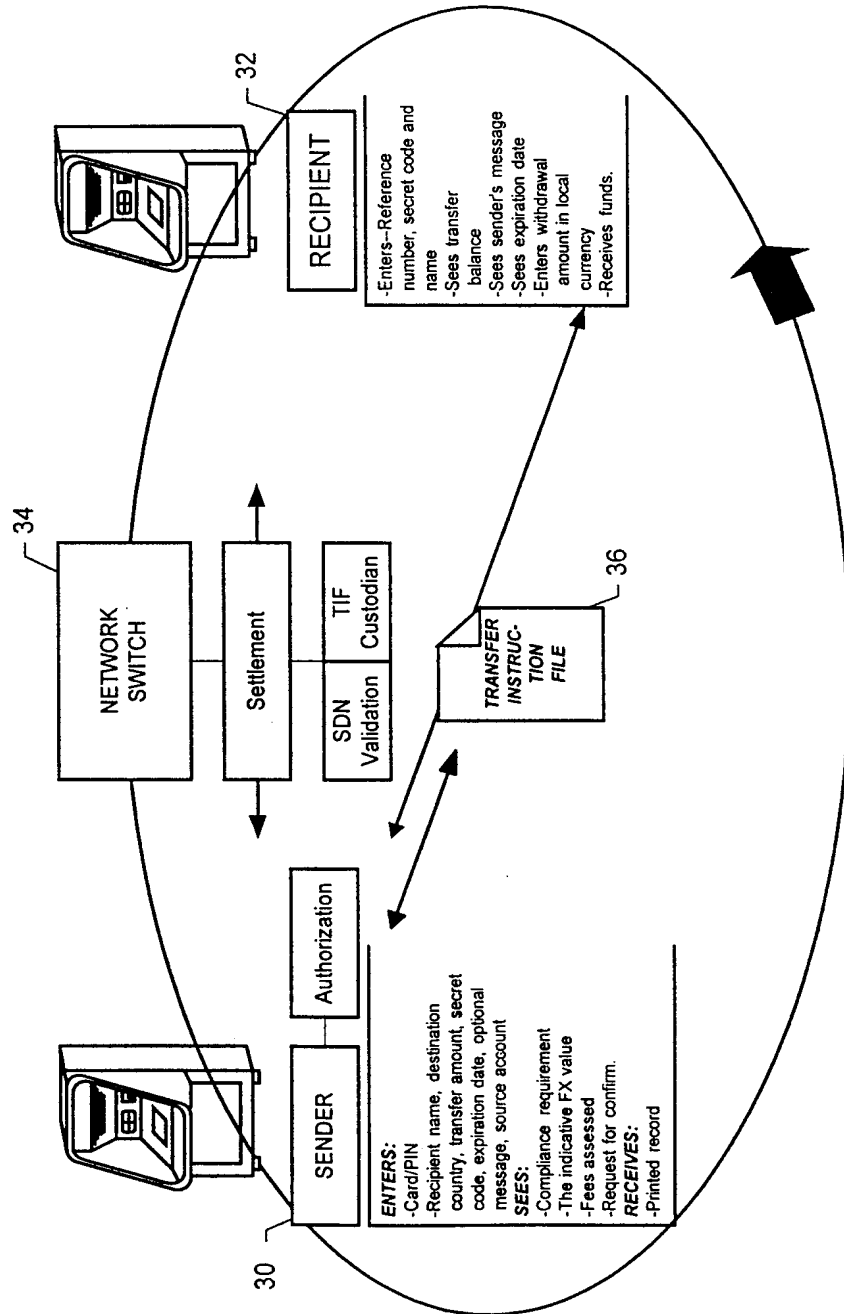 34
NETWORK
SWITCH
Settlement
SDN
Validation
TIF
Custodian
30
SENDER
Authorization
ENTERS:
-Card/PIN
-Recipient name, destination
country, transfer amount, secret
code, expiration date, optional
message, source account
SEES:
-Compliance requirement
-The indicative FX value
-Fees assessed
-Request for confirm.
RECEIVES:
-Printed record
TRANSFER
INSTRUC-
TION
FILE
36
32
RECIPIENT
-Enters--Reference
number, secret code and
name
-Sees transfer
balance
-Sees sender's message
-Sees expiration date
-Enters withdrawal
amount in local
currency
-Receives funds.